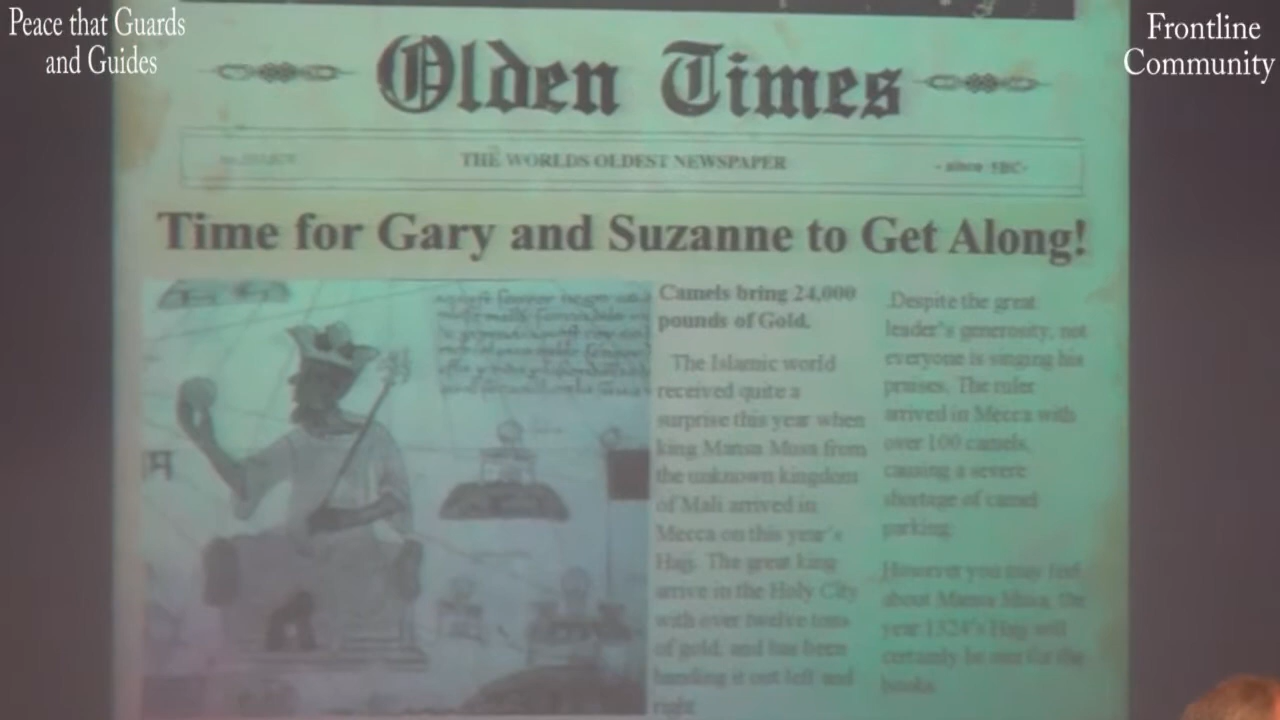 Peace that Guards
and Guides
Frontline
Community
Olden Times
THE WORLDS OLDEST NEWSPAPER
- since 
Time for Gary and Suzanne to Get Along!
Camels bring 24,000
pounds of Gold.
The Islamic world
received quite a
surprise this year when
king Mansa Musa from
the unknown kingdom
of Mali arrived in
Mecca on this year's
Hajj. The great king
arrive in the Holy City
with over twelve tons
of gold, and has been
handing it out left and
right
.Despite the great
leader's generosity, not
everyone is singing his
praises. The ruler
arrived in Mecca with
over 100 camels,
causing a severe
shortage of camel
parking.
However you may feel
about Mansa Musa, the
year 1324's Hajj will
certainly be one for the
books.